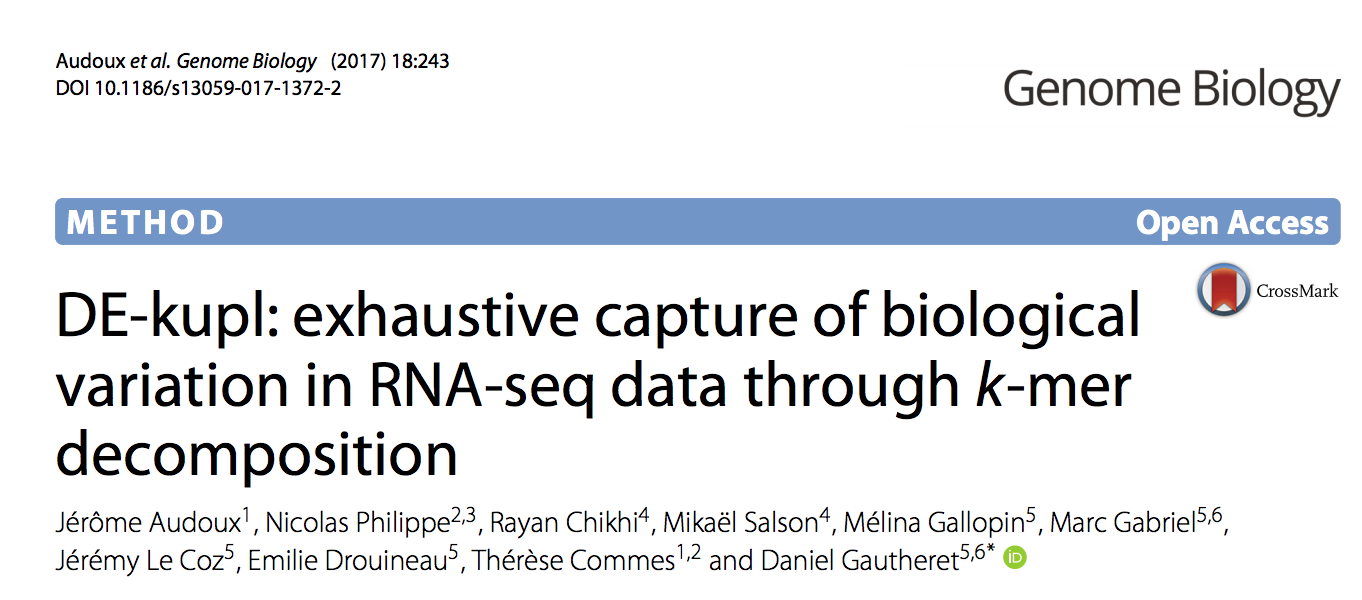 Audoux et al. Genome Biology (2017) 18:243
DOI 10.1186/s13059-017-1372-2
Genome Biology
METHOD
Open Access
DE-kupl: exhaustive capture of biological
variation in RNA-seq data through k-mer
decomposition
CrossMark
Jérôme Audoux1, Nicolas Philippe2,3, Rayan Chikhi4, Mikaël Salson4, Mélina Gallopin5, Marc Gabriel5,6,
Jérémy Le Coz5, Emilie Drouineau5, Thérèse Commes1,2 and Daniel Gautheret5,6* iD